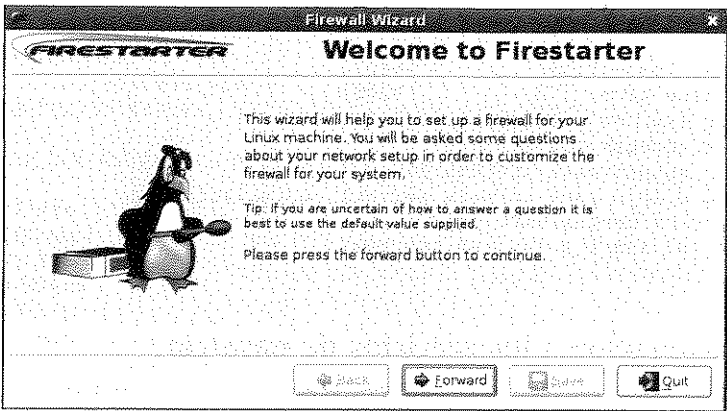 Firewall Wizard
FIRESTARTER
Welcome to Firestarter
This wizard will help you to set up a firewall for your
Linux machine. You will be asked some questions
about your network setup in order to customize the
firewall for your system.
Tip: If you are uncertain of how to answer a question it is
best to use the default value supplied.
Please press the forward button to continue.
Back
Forward
Save
Quit